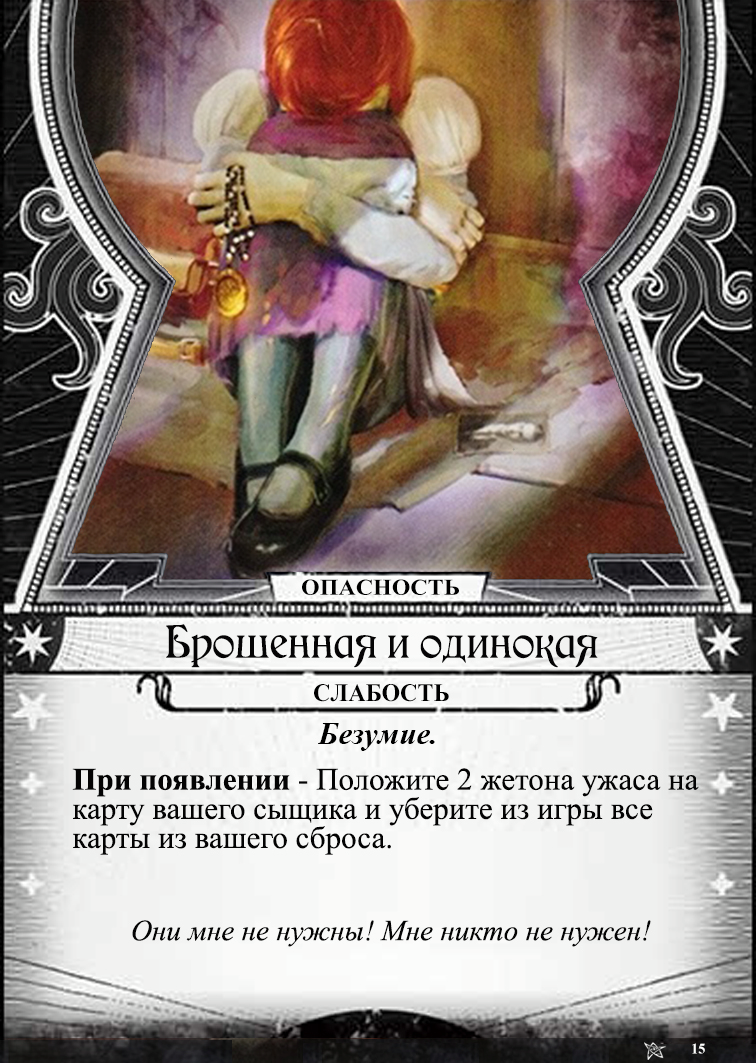 ОПАСНОСТЬ
Брошенная и одинокая
СЛАБОСТЬ
Безумие.
При появлении - Положите 2 жетона ужаса на
карту вашего сыщика и уберите из игры все
карты из вашего сброса.
Они мне не нужны! Мне никто не нужен!
15